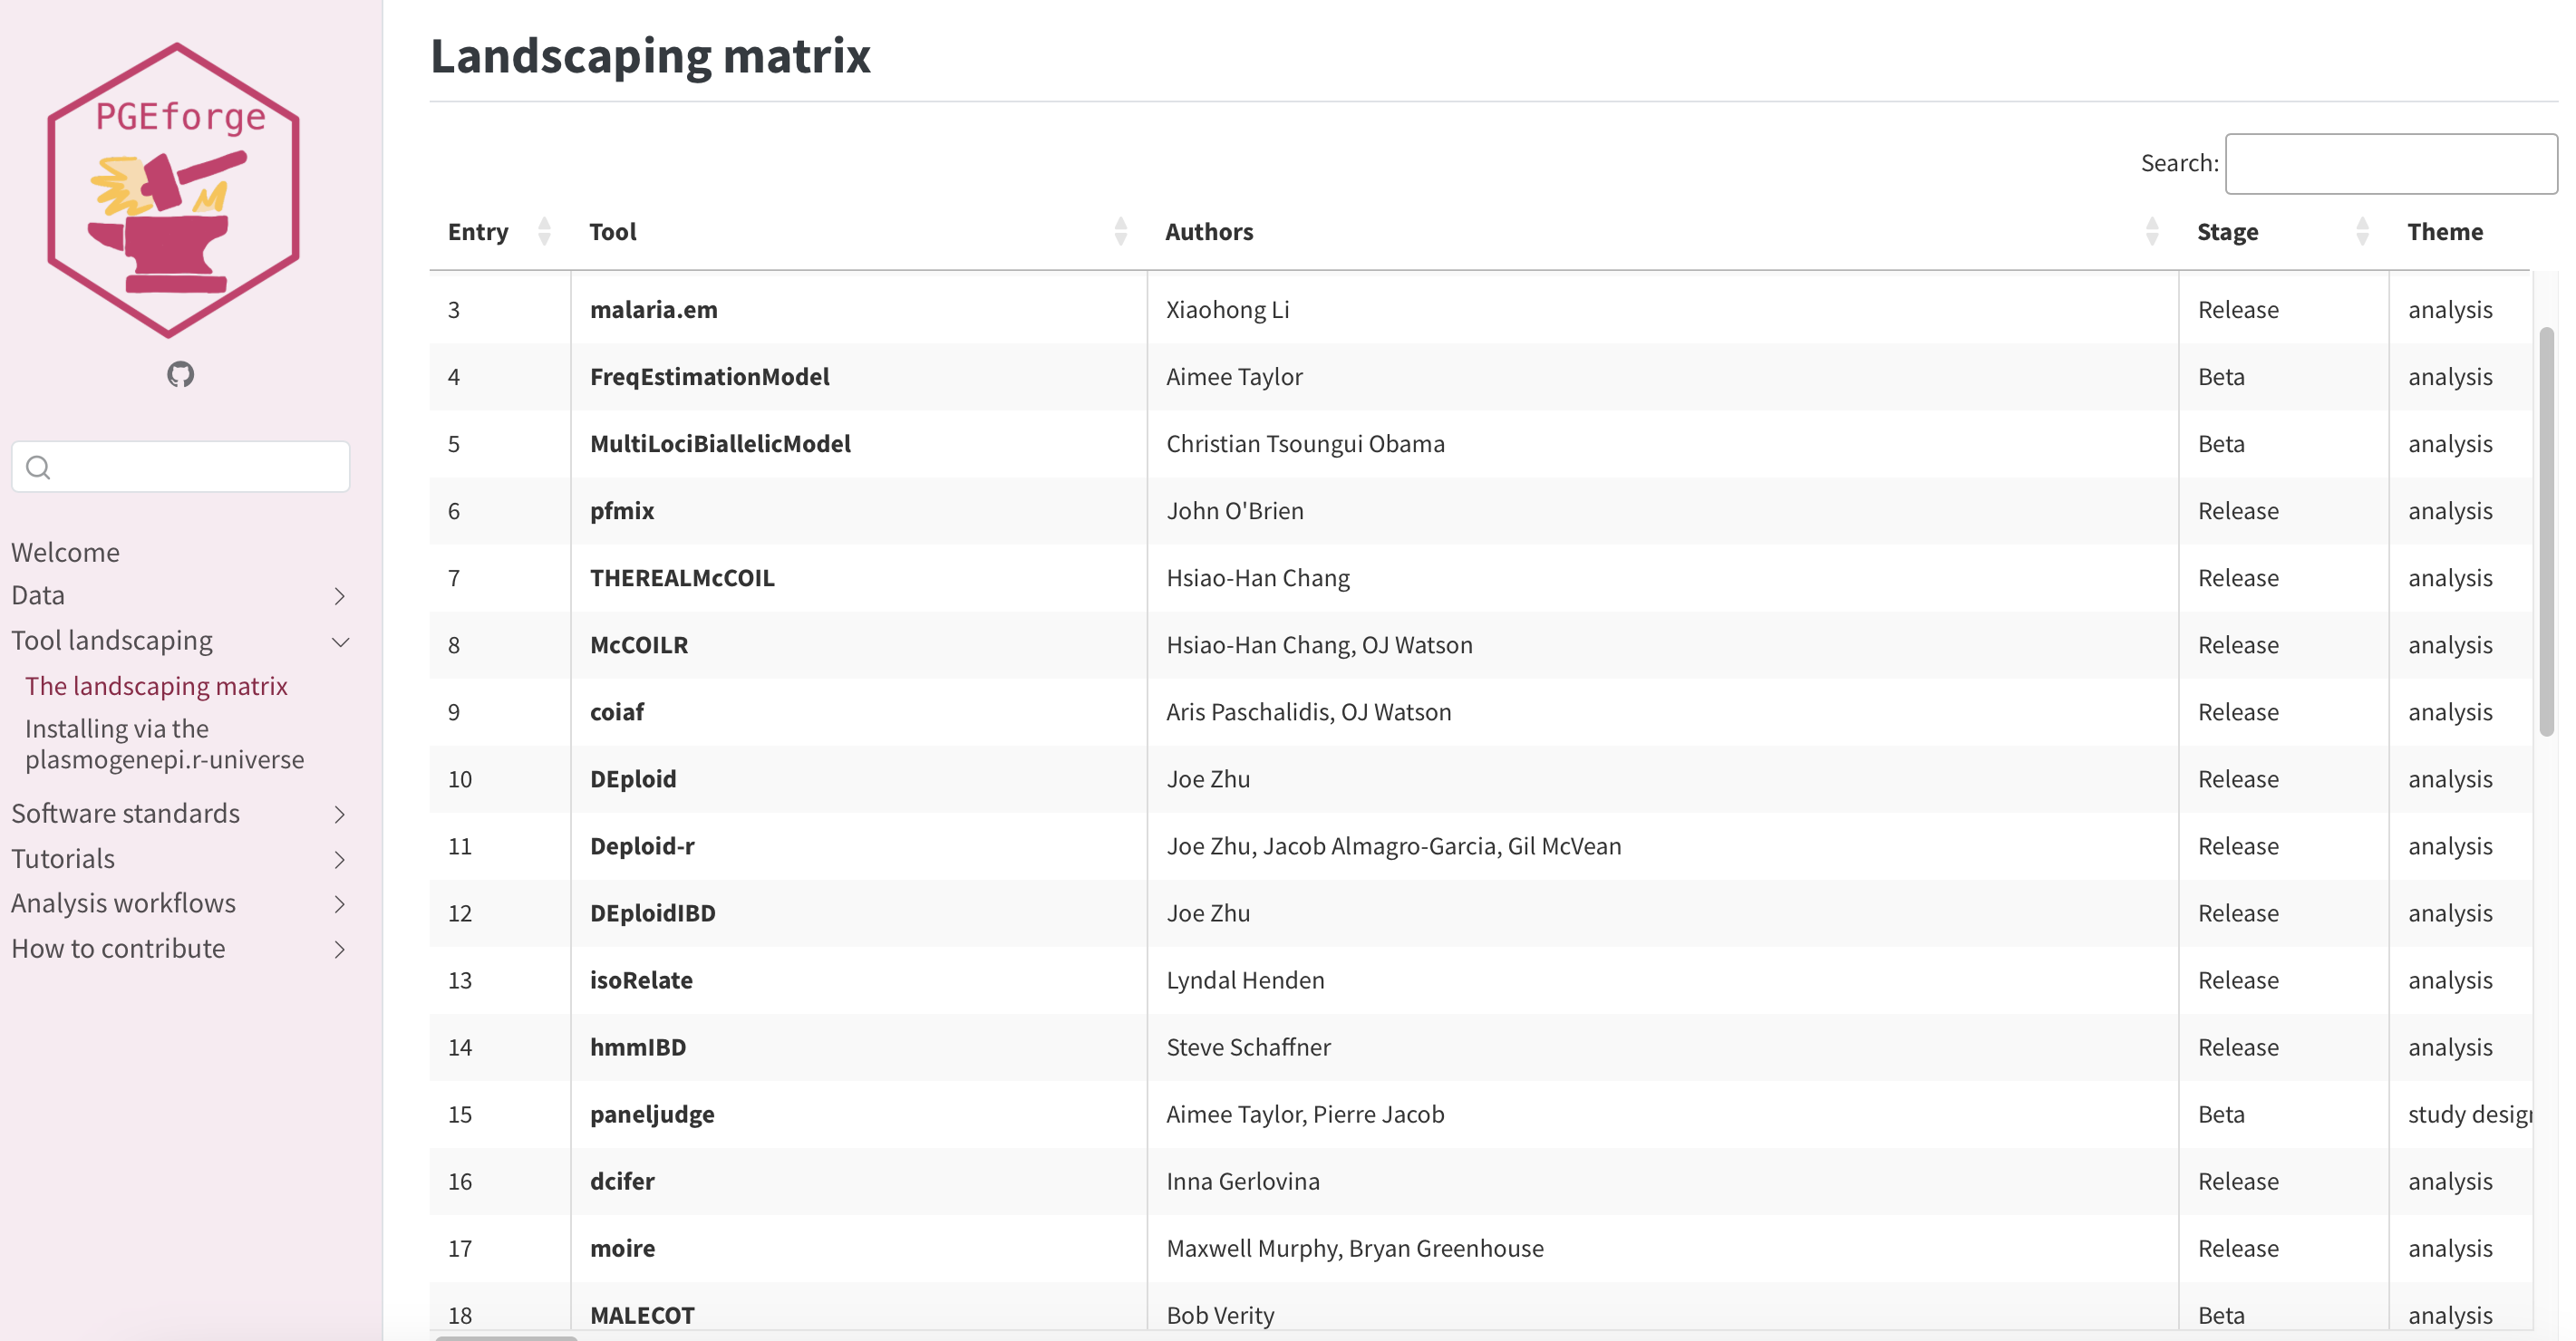 PGEforge
Welcome
Data
Tool landscaping
The landscaping matrix
Installing via the
plasmogenepi.r-universe
Software standards
Tutorials
Analysis workflows
How to contribute
Landscaping matrix
Search:
Entry Tool Authors Stage Theme
3 malaria.em Xiaohong Li Release analysis
4 FreqEstimationModel Aimee Taylor Beta analysis
5 MultiLociBiallelicModel Christian Tsoungui Obama Beta analysis
6 pfmix John O'Brien Release analysis
7 THEREALMcCOIL Hsiao-Han Chang Release analysis
8 McCOILR Hsiao-Han Chang, OJ Watson Release analysis
9 coiaf Aris Paschalidis, OJ Watson Release analysis
10 DEploid Joe Zhu Release analysis
11 Deploid-r Joe Zhu, Jacob Almagro-Garcia, Gil McVean Release analysis
12 DEploidIBD Joe Zhu Release analysis
13 isoRelate Lyndal Henden Release analysis
14 hmmIBD Steve Schaffner Release analysis
15 paneljudge Aimee Taylor, Pierre Jacob Beta study design
16 dcifer Inna Gerlovina Release analysis
17 moire Maxwell Murphy, Bryan Greenhouse Release analysis
18 MALECOT Bob Verity Beta analysis